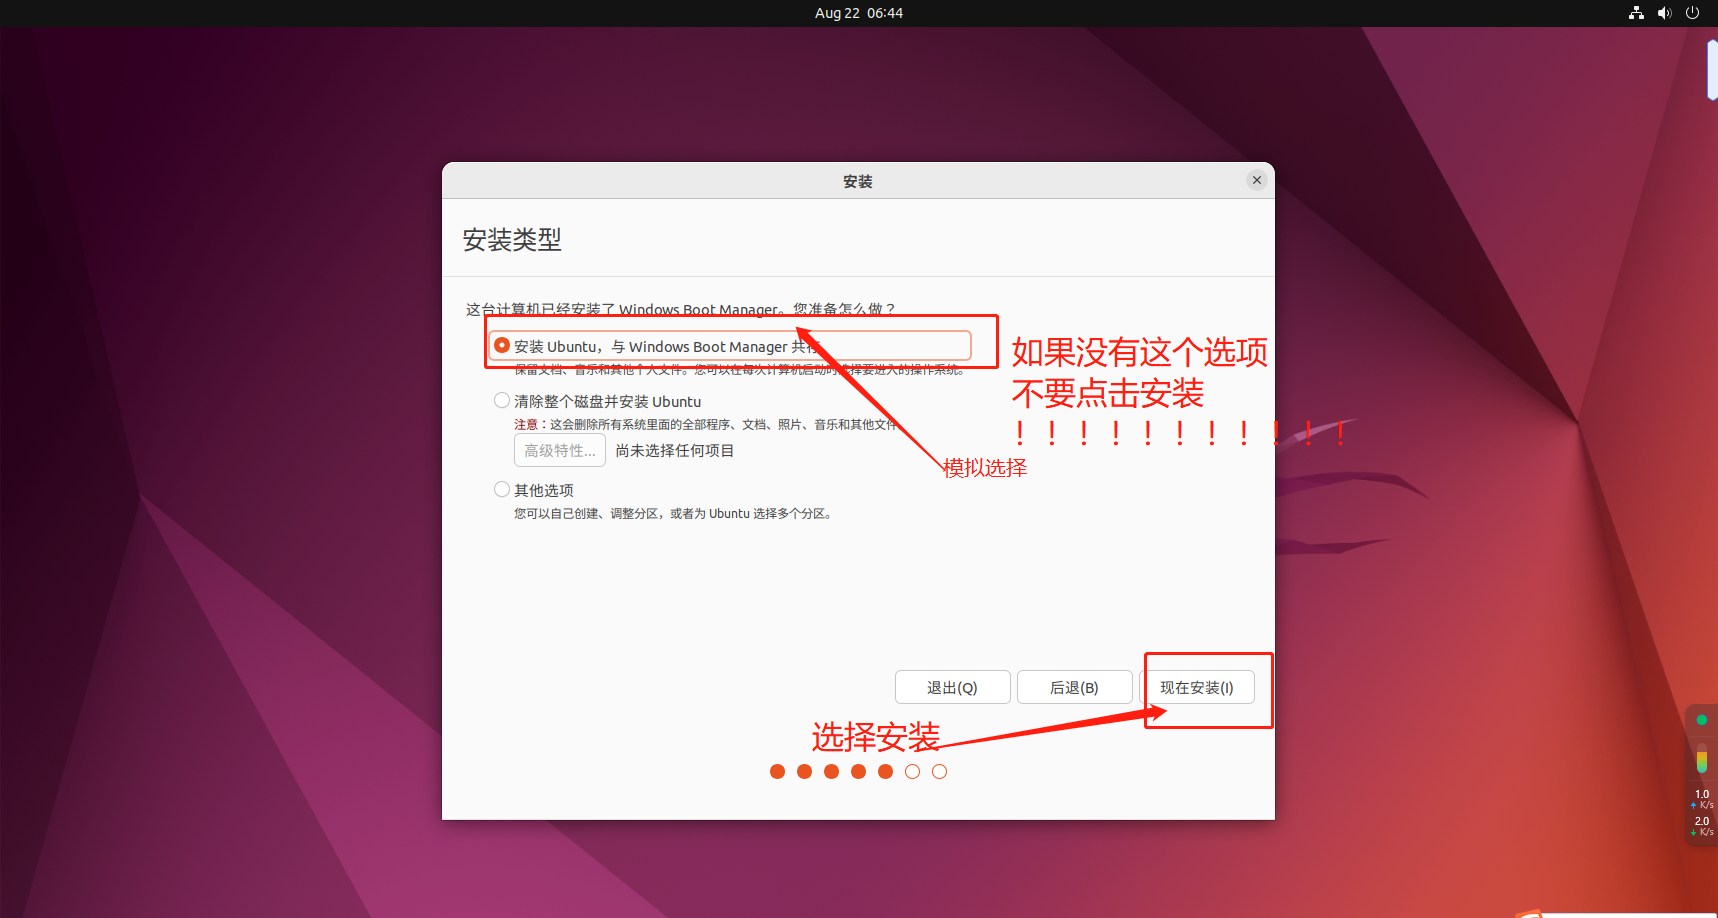 Aug 22 06:44
安装
安装类型
这台计算机已经安装了 Windows Boot Manager。您准备怎么做？
安装 Ubuntu，与 Windows Boot Manager 共存
保留文档、音乐和其他个人文件。您可以在每次计算机启动时选择要进入的操作系统。
如果没有这个选项
不要点击安装
！！！！！！！！！！！
清除整个磁盘并安装 Ubuntu
注意：这会删除所有系统里面的全部程序、文档、照片、音乐和其他文件。
高级特性... 尚未选择任何项目
模拟选择
其他选项
您可以自己创建、调整分区，或者为 Ubuntu 选择多个分区。
退出(Q) 后退(B) 现在安装(I)
选择安装
1.0
K/s
2.0
K/s